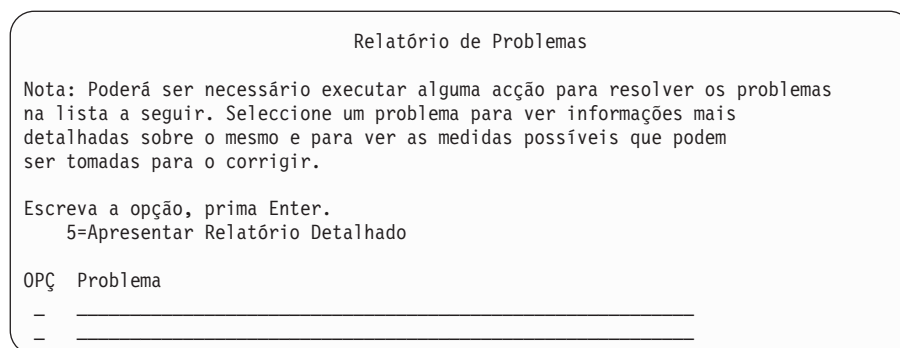 Relatório de Problemas
Nota: Poderá ser necessário executar alguma acção para resolver os problemas
na lista a seguir. Seleccione um problema para ver informações mais
detalhadas sobre o mesmo e para ver as medidas possíveis que podem
ser tomadas para o corrigir.
Escreva a opção, prima Enter.
5=Apresentar Relatório Detalhado
OPÇ Problema
_ __________________________________________________________
_ __________________________________________________________